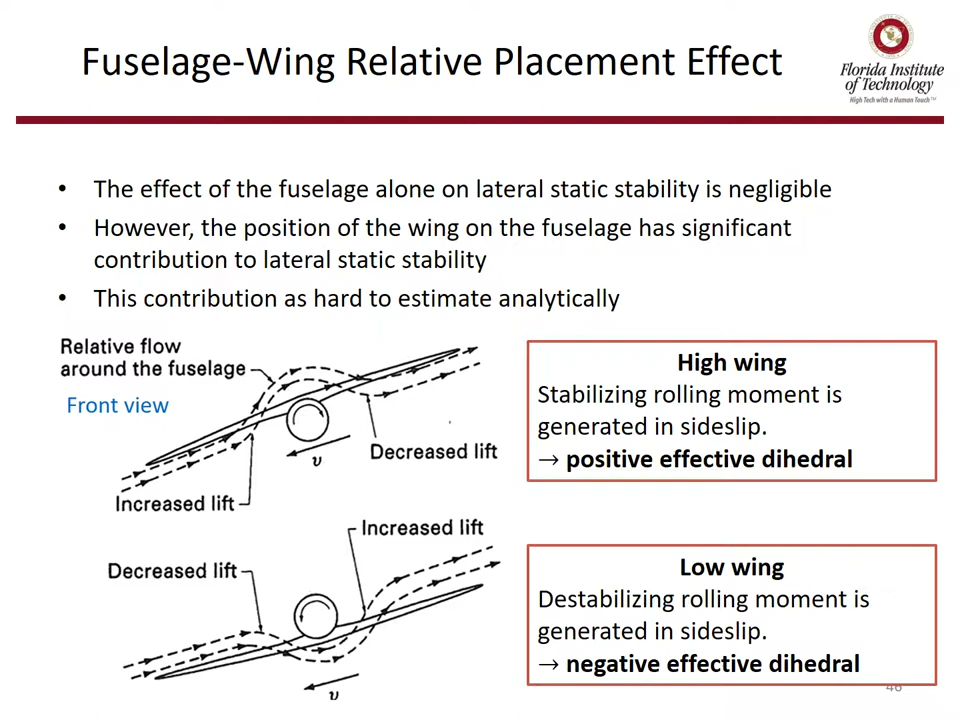 Fuselage-Wing Relative Placement Effect
Florida Institute
of Technology
High Tech with a Human Touch™
• The effect of the fuselage alone on lateral static stability is negligible
• However, the position of the wing on the fuselage has significant
contribution to lateral static stability
• This contribution as hard to estimate analytically
Relative flow
around the fuselage
Front view
υ
Decreased lift
Increased lift
High wing
Stabilizing rolling moment is
generated in sideslip.
→ positive effective dihedral
Increased lift
Decreased lift
υ
Low wing
Destabilizing rolling moment is
generated in sideslip.
→ negative effective dihedral
46